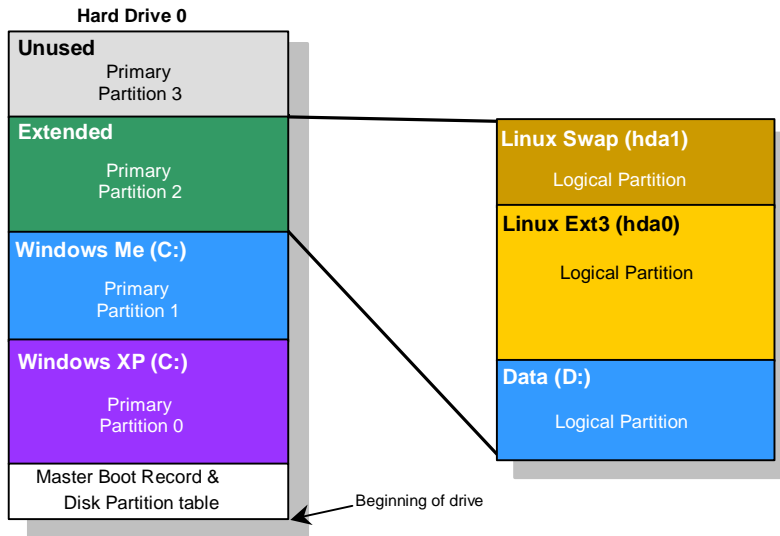 Hard Drive 0
Unused
Primary
Partition 3
Extended
Primary
Partition 2
Windows Me (C:)
Primary
Partition 1
Windows XP (C:)
Primary
Partition 0
Master Boot Record &
Disk Partition table
Beginning of drive
Linux Swap (hda1)
Logical Partition
Linux Ext3 (hda0)
Logical Partition
Data (D:)
Logical Partition